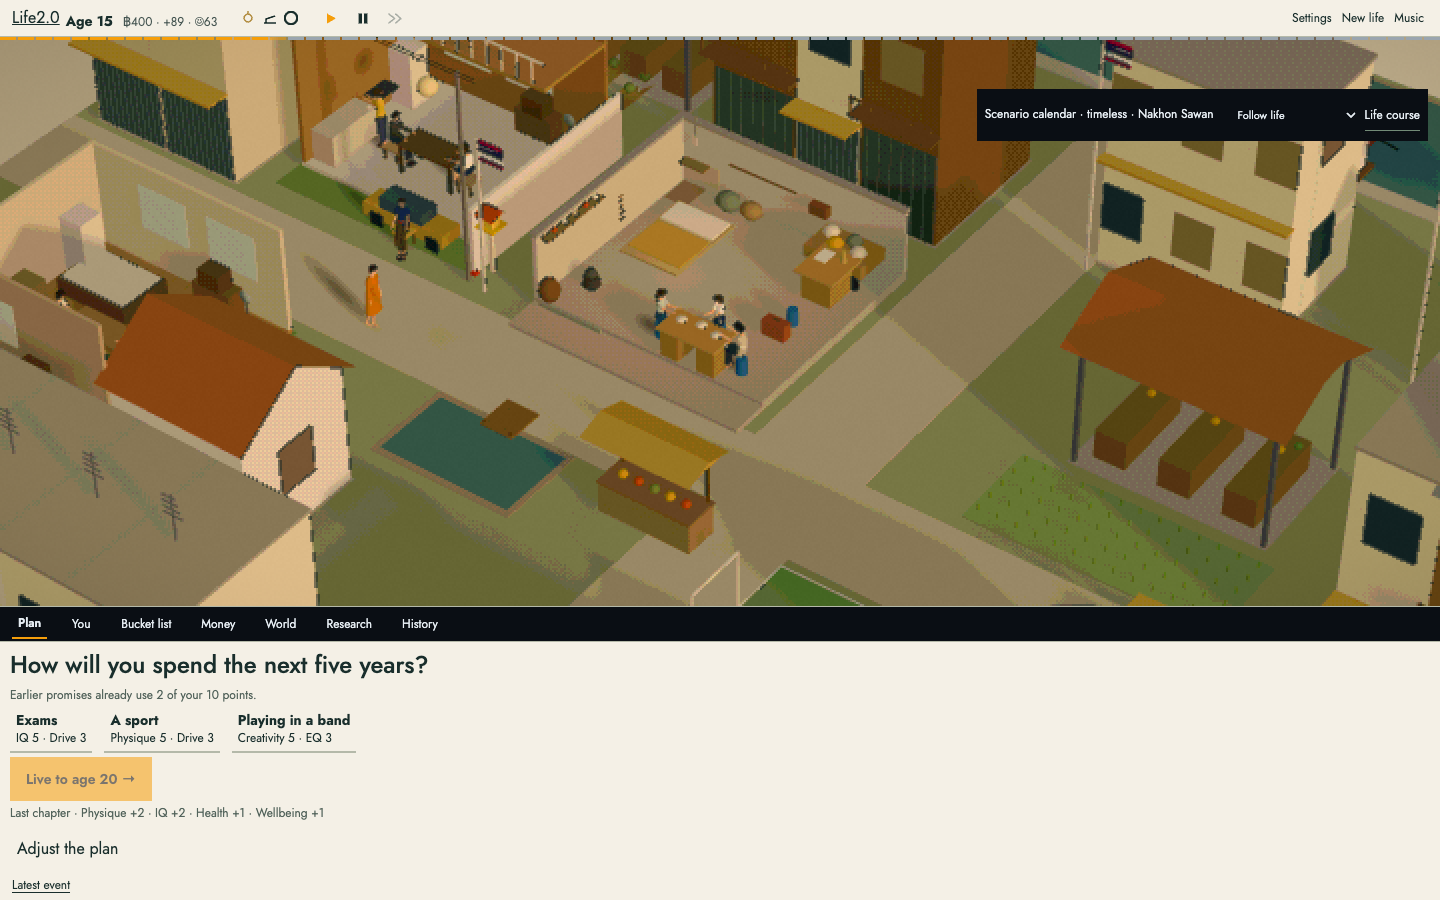 Life2.0 Age 15 ฿400 · +89 · ☺63
Settings New life Music
Scenario calendar · timeless · Nakhon Sawan Follow life Life course
Plan You Bucket list Money World Research History
How will you spend the next five years?
Earlier promises already use 2 of your 10 points.
Exams A sport Playing in a band
IQ 5 · Drive 3 Physique 5 · Drive 3 Creativity 5 · EQ 3
Live to age 20 →
Last chapter · Physique +2 · IQ +2 · Health +1 · Wellbeing +1
Adjust the plan
Latest event